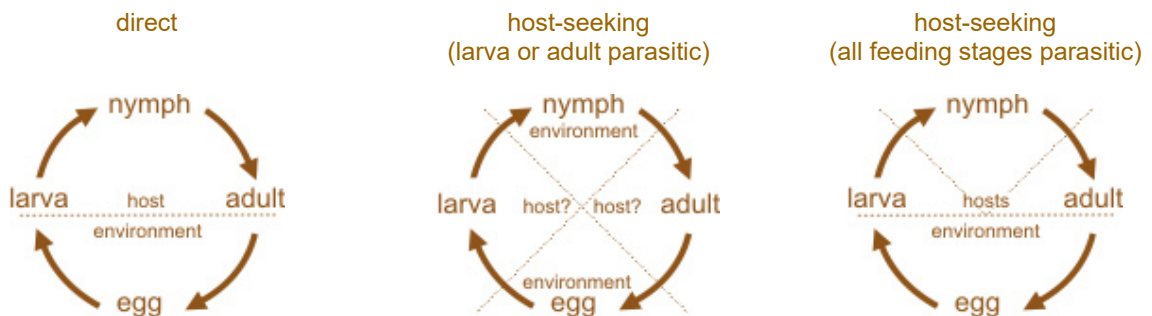 direct
nymph
larva
host
adult
environment
egg
host-seeking
(larva or adult parasitic)
nymph
environment
larva
host?
host?
adult
environment
egg
host-seeking
(all feeding stages parasitic)
nymph
larva
hosts
adult
environment
egg